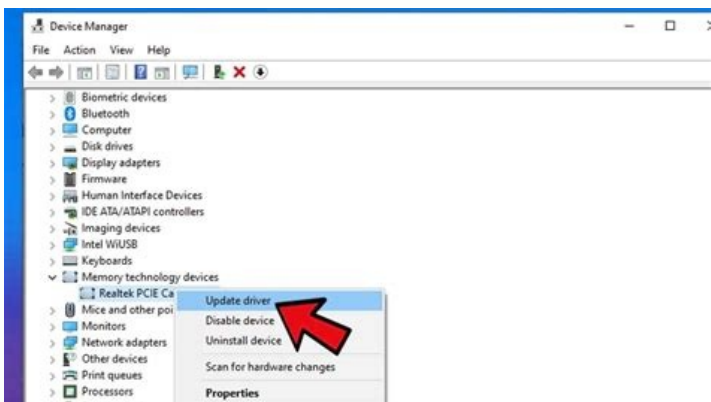 Device Manager
File Action View Help
Biometric devices
Bluetooth
Computer
Disk drives
Display adapters
Firmware
Human Interface Devices
IDE ATA/ATAPI controllers
Imaging devices
Intel WiUSB
Keyboards
Memory technology devices
Realtek PCIE Ca
Update driver
Mice and other poi
Disable device
Monitors
Network adapters
Uninstall device
Other devices
Scan for hardware changes
Print queues
Processors
Properties